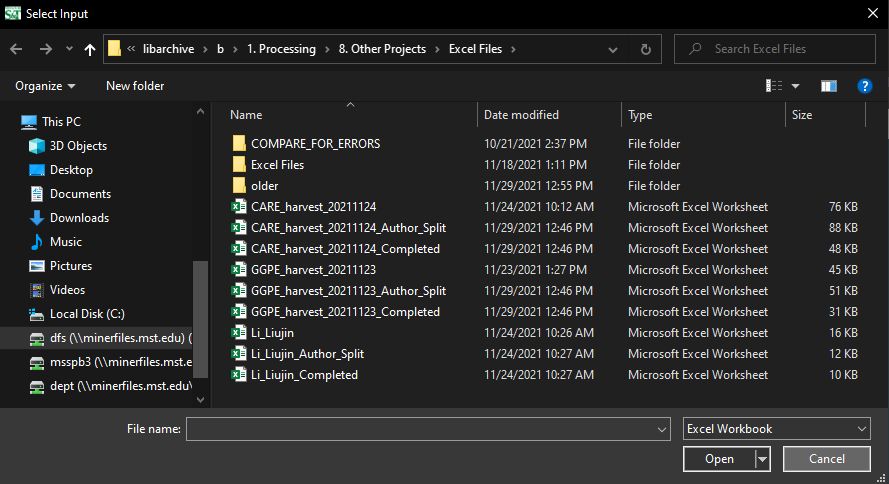 Select Input
libarchive › b › 1. Processing › 8. Other Projects › Excel Files ›
Search Excel Files
Organize
New folder
This PC
3D Objects
Desktop
Documents
Downloads
Music
Pictures
Videos
Local Disk (C:)
dfs (\\minerfiles.mst.edu) (
msspb3 (\\minerfiles.mst.e
dept (\\minerfiles.mst.edu\
Name Date modified Type Size
COMPARE_FOR_ERRORS 10/21/2021 2:37 PM File folder
Excel Files 11/18/2021 1:11 PM File folder
older 11/29/2021 12:55 PM File folder
CARE_harvest_20211124 11/24/2021 10:12 AM Microsoft Excel Worksheet 76 KB
CARE_harvest_20211124_Author_Split 11/29/2021 12:46 PM Microsoft Excel Worksheet 88 KB
CARE_harvest_20211124_Completed 11/29/2021 12:46 PM Microsoft Excel Worksheet 48 KB
GGPE_harvest_20211123 11/23/2021 1:27 PM Microsoft Excel Worksheet 45 KB
GGPE_harvest_20211123_Author_Split 11/29/2021 12:46 PM Microsoft Excel Worksheet 51 KB
GGPE_harvest_20211123_Completed 11/29/2021 12:46 PM Microsoft Excel Worksheet 31 KB
Li_Liujin 11/24/2021 10:26 AM Microsoft Excel Worksheet 16 KB
Li_Liujin_Author_Split 11/24/2021 10:27 AM Microsoft Excel Worksheet 12 KB
Li_Liujin_Completed 11/24/2021 10:27 AM Microsoft Excel Worksheet 10 KB
File name:
Excel Workbook
Open
Cancel